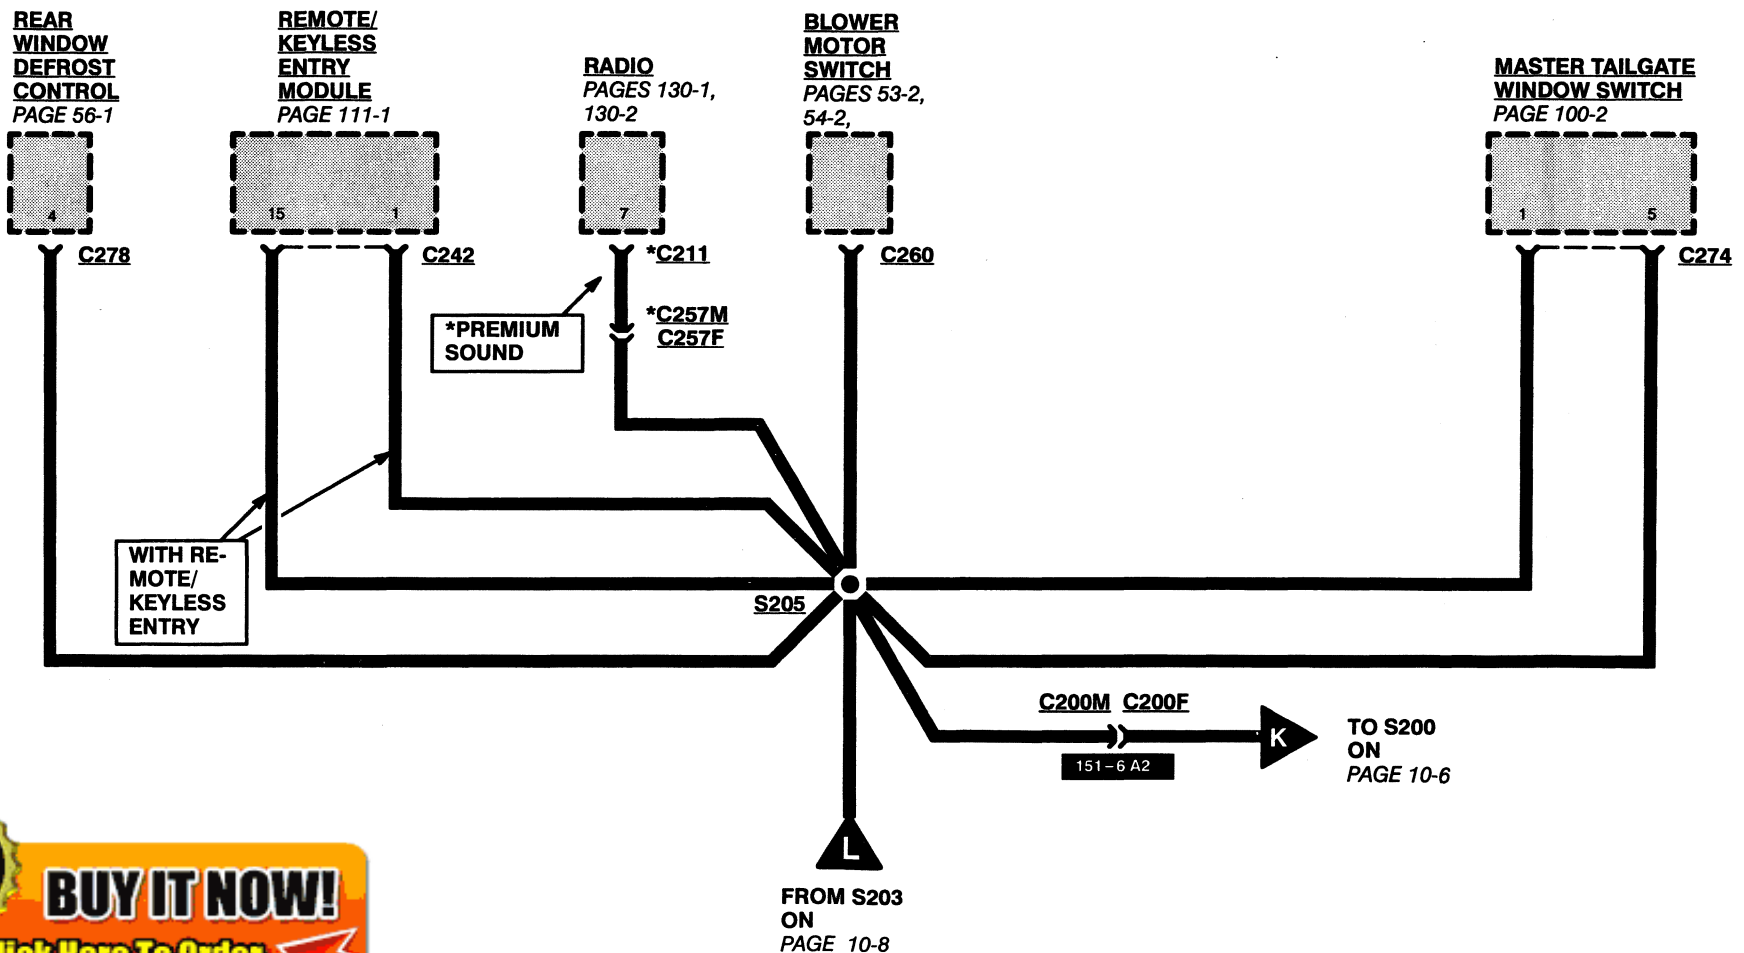 REAR
WINDOW
DEFROST
CONTROL
PAGE 56-1
REMOTE/
KEYLESS
ENTRY
MODULE
PAGE 111-1
RADIO
PAGES 130-1,
130-2
BLOWER
MOTOR
SWITCH
PAGES 53-2,
54-2,
MASTER TAILGATE
WINDOW SWITCH
PAGE 100-2
4
15 1
7
1 5
C278
C242
*C211
C260
C274
*C257M
C257F
*PREMIUM
SOUND
WITH RE-
MOTE/
KEYLESS
ENTRY
S205
C200M C200F
151-6 A2
K
TO S200
ON
PAGE 10-6
L
FROM S203
ON
PAGE 10-8
BUY IT NOW!
Here To Order